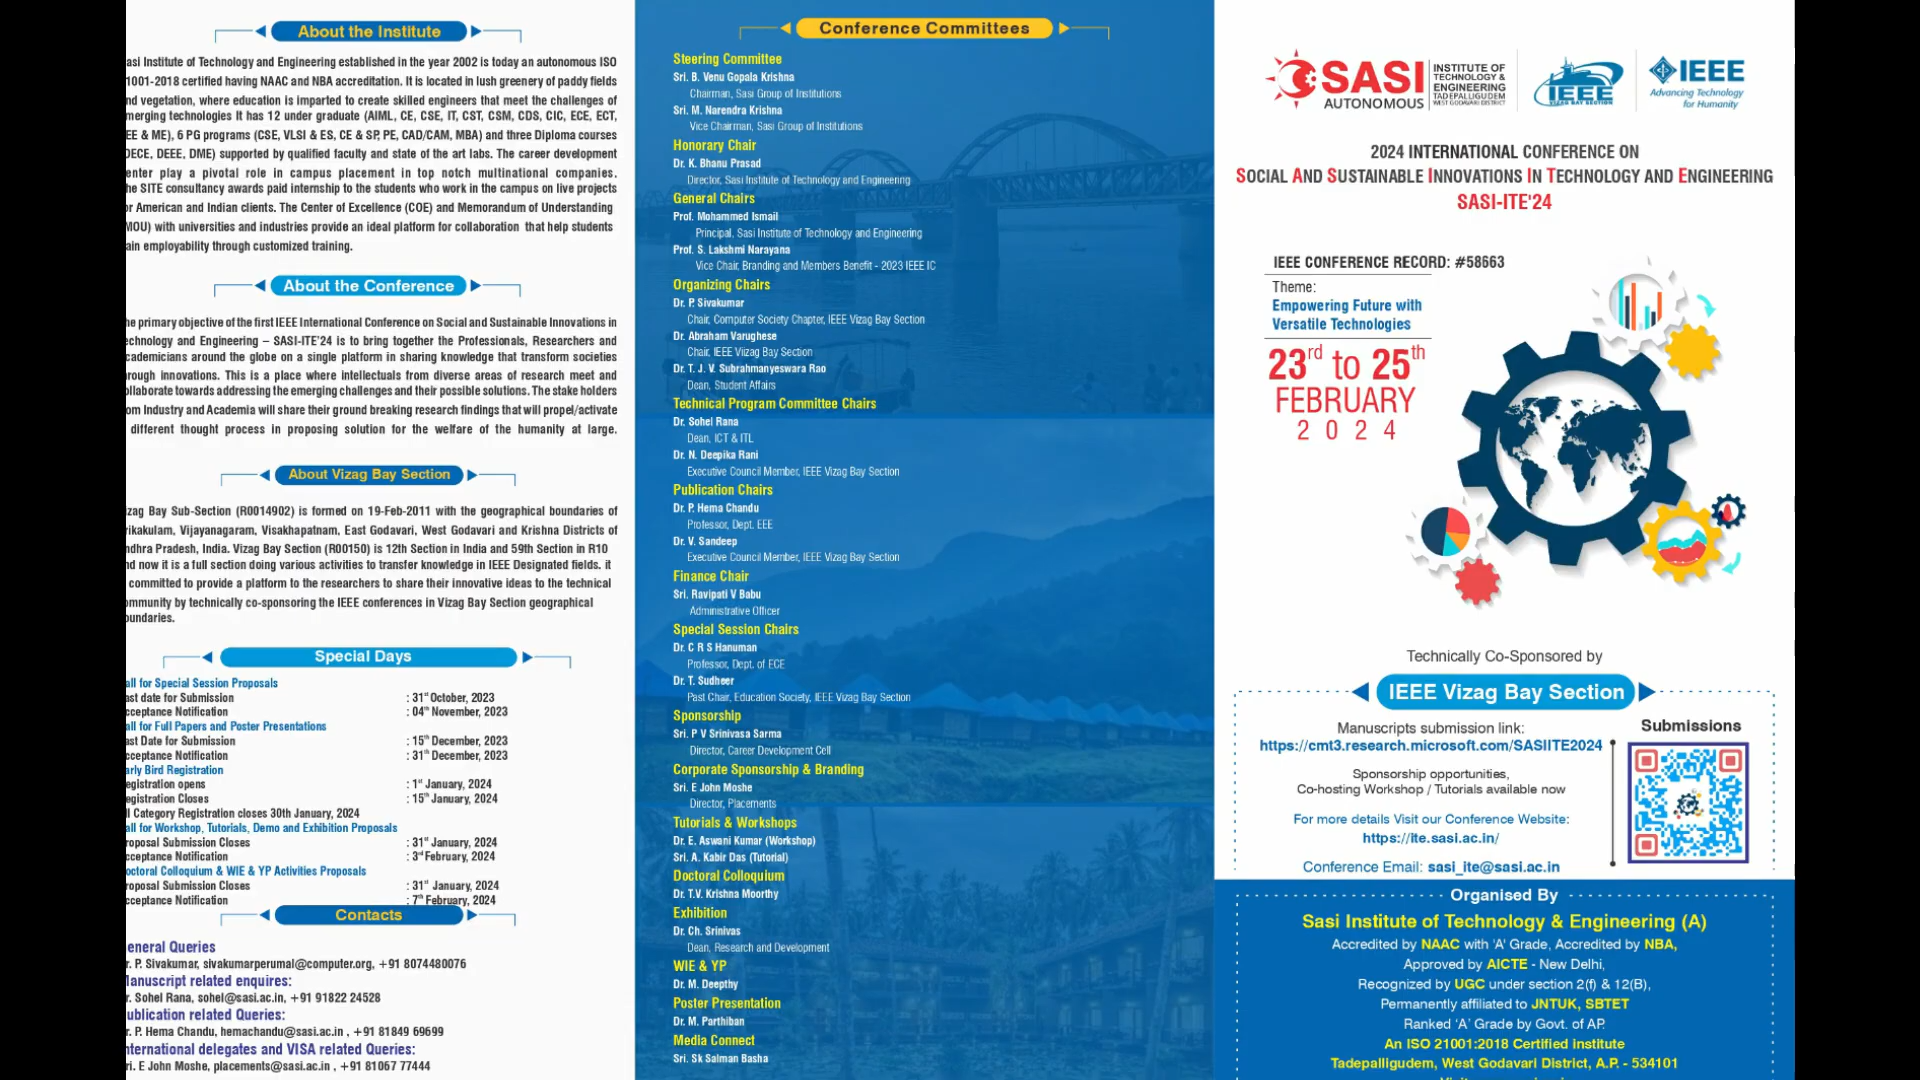 About the Institute
asi Institute of Technology and Engineering established in the year 2002 is today an autonomous ISO
1001-2018 certified having NAAC and NBA accreditation. It is located in lush greenery of paddy fields
nd vegetation, where education is imparted to create skilled engineers that meet the challenges of
merging technologies It has 12 under graduate (AIML, CE, CSE, IT, CST, CSM, CDS, CIC, ECE, ECT,
EE & ME), 6 PG programs (CSE, VLSI & ES, CE & SP, PE, CAD/CAM, MBA) and three Diploma courses
DECE, DEEE, DME) supported by qualified faculty and state of the art labs. The career development
enter play a pivotal role in campus placement in top notch multinational companies.
he SITE consultancy awards paid internship to the students who work in the campus on live projects
or American and Indian clients. The Center of Excellence (COE) and Memorandum of Understanding
MOU) with universities and industries provide an ideal platform for collaboration that help students
ain employability through customized training.
About the Conference
he primary objective of the first IEEE International Conference on Social and Sustainable Innovations in
echnology and Engineering – SASI-ITE'24 is to bring together the Professionals, Researchers and
cademicians around the globe on a single platform in sharing knowledge that transform societies
hrough innovations. This is a place where intellectuals from diverse areas of research meet and
ollaborate towards addressing the emerging challenges and their possible solutions. The stake holders
om Industry and Academia will share their ground breaking research findings that will propel/activate
different thought process in proposing solution for the welfare of the humanity at large.
About Vizag Bay Section
izag Bay Sub-Section (R0014902) is formed on 19-Feb-2011 with the geographical boundaries of
rikakulam, Vijayanagaram, Visakhapatnam, East Godavari, West Godavari and Krishna Districts of
ndhra Pradesh, India. Vizag Bay Section (R00150) is 12th Section in India and 59th Section in R10
nd now it is a full section doing various activities to transfer knowledge in IEEE Designated fields. it
committed to provide a platform to the researchers to share their innovative ideas to the technical
ommunity by technically co-sponsoring the IEEE conferences in Vizag Bay Section geographical
oundaries.
Special Days
all for Special Session Proposals
ast date for Submission : 31st October, 2023
cceptance Notification : 04th November, 2023
all for Full Papers and Poster Presentations
ast Date for Submission : 15th December, 2023
cceptance Notification : 31th December, 2023
arly Bird Registration
egistration opens : 1st January, 2024
egistration Closes : 15th January, 2024
ll Category Registration closes 30th January, 2024
all for Workshop, Tutorials, Demo and Exhibition Proposals
roposal Submission Closes : 31st January, 2024
cceptance Notification : 3rd February, 2024
octoral Colloquium & WIE & YP Activities Proposals
roposal Submission Closes : 31st January, 2024
cceptance Notification : 7th February, 2024
Contacts
eneral Queries
r. P. Sivakumar, sivakumarperumal@computer.org, +91 8074480076
Manuscript related enquires:
r. Sohel Rana, sohel@sasi.ac.in, +91 91822 24528
ublication related Queries:
r. P. Hema Chandu, hemachandu@sasi.ac.in , +91 81849 69699
nternational delegates and VISA related Queries:
ri. E John Moshe, placements@sasi.ac.in , +91 81067 77444
Conference Committees
Steering Committee
Sri. B. Venu Gopala Krishna
Chairman, Sasi Group of Institutions
Sri. M. Narendra Krishna
Vice Chairman, Sasi Group of Institutions
Honorary Chair
Dr. K. Bhanu Prasad
Director, Sasi Institute of Technology and Engineering
General Chairs
Prof. Mohammed Ismail
Principal, Sasi Institute of Technology and Engineering
Prof. S. Lakshmi Narayana
Vice Chair, Branding and Members Benefit - 2023 IEEE IC
Organizing Chairs
Dr. P. Sivakumar
Chair, Computer Society Chapter, IEEE Vizag Bay Section
Dr. Abraham Varughese
Chair, IEEE Viizag Bay Section
Dr. T. J. V. Subrahmanyeswara Rao
Dean, Student Affairs
Technical Program Committee Chairs
Dr. Sohel Rana
Dean, ICT & ITL
Dr. N. Deepika Rani
Executive Council Member, IEEE Vizag Bay Section
Publication Chairs
Dr. P. Hema Chandu
Professor, Dept. EEE
Dr. V. Sandeep
Executive Council Member, IEEE Vizag Bay Section
Finance Chair
Sri. Ravipati V Babu
Administrative Officer
Special Session Chairs
Dr. C R S Hanuman
Professor, Dept. of ECE
Dr. T. Sudheer
Past Chair, Education Society, IEEE Vizag Bay Section
Sponsorship
Sri. P V Srinivasa Sarma
Director, Career Development Cell
Corporate Sponsorship & Branding
Sri. E John Moshe
Director, Placements
Tutorials & Workshops
Dr. E. Aswani Kumar (Workshop)
Sri. A. Kabir Das (Tutorial)
Doctoral Colloquium
Dr. T.V. Krishna Moorthy
Exhibition
Dr. Ch. Srinivas
Dean, Research and Development
WIE & YP
Dr. M. Deepthy
Poster Presentation
Dr. M. Parthiban
Media Connect
Sri. Sk Salman Basha
SASI AUTONOMOUS
INSTITUTE OF
TECHNOLOGY &
ENGINEERING
TADEPALLIGUDEM
WEST GODAVARI DISTRICT
IEEE
VIZAG BAY SECTION
IEEE
Advancing Technology
for Humanity
2024 INTERNATIONAL CONFERENCE ON
SOCIAL AND SUSTAINABLE INNOVATIONS IN TECHNOLOGY AND ENGINEERING
SASI-ITE'24
IEEE CONFERENCE RECORD: #58663
Theme:
Empowering Future with
Versatile Technologies
23rd to 25th
FEBRUARY
2024
Technically Co-Sponsored by
IEEE Vizag Bay Section
Manuscripts submission link:
https://cmt3.research.microsoft.com/SASIITE2024
Sponsorship opportunities,
Co-hosting Workshop / Tutorials available now
For more details Visit our Conference Website:
https://ite.sasi.ac.in/
Conference Email: sasi_ite@sasi.ac.in
Submissions
Organised By
Sasi Institute of Technology & Engineering (A)
Accredited by NAAC with 'A' Grade, Accredited by NBA,
Approved by AICTE - New Delhi,
Recognized by UGC under section 2(f) & 12(B),
Permanently affiliated to JNTUK, SBTET
Ranked 'A' Grade by Govt. of AP.
An ISO 21001:2018 Certified institute
Tadepalligudem, West Godavari District, A.P. - 534101